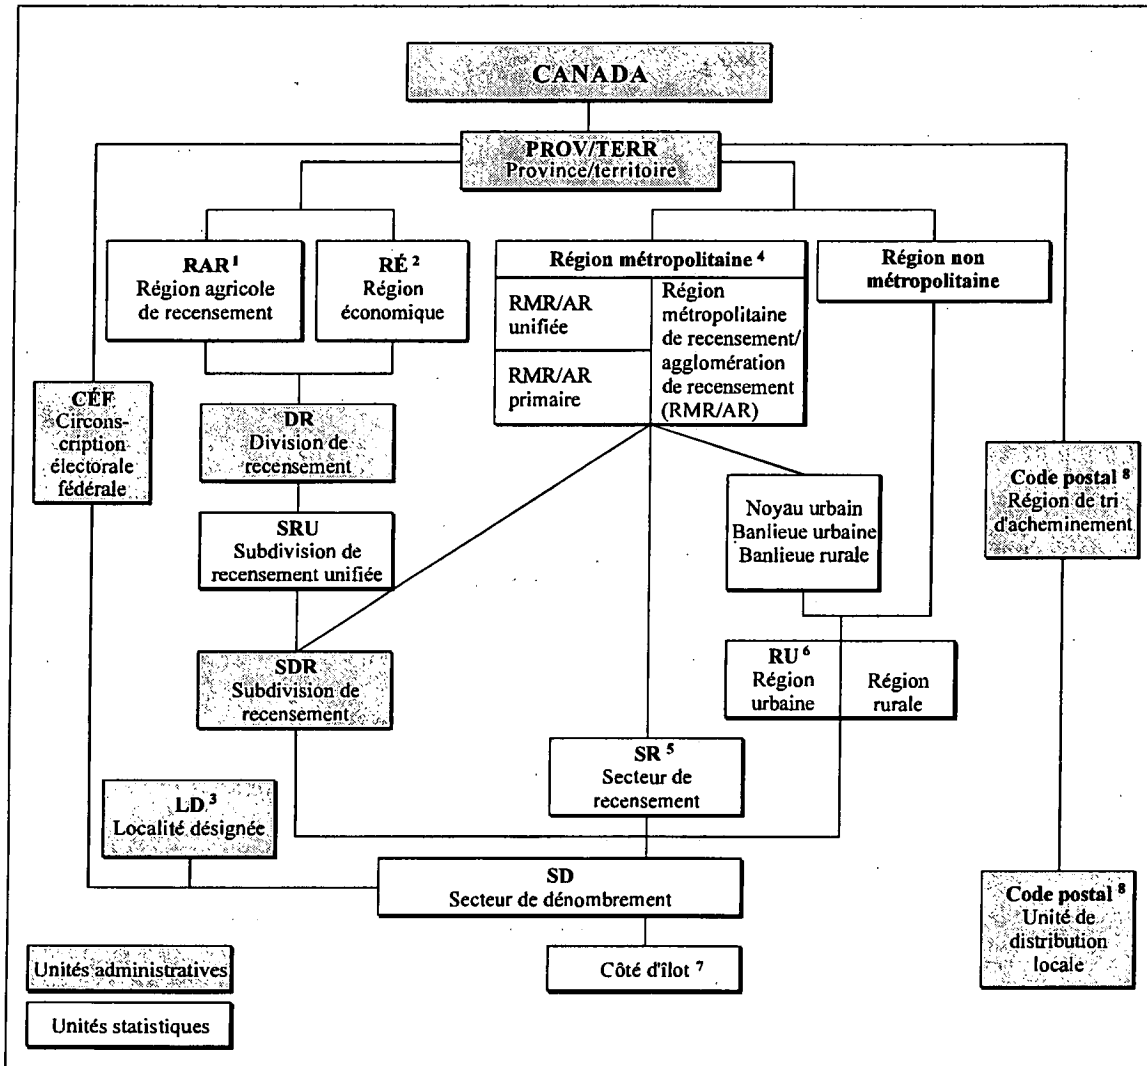 CANADA
PROV/TERR
Province/territoire
RAR 1
Région agricole
de recensement
RÉ 2
Région
économique
Région métropolitaine 4
RMR/AR
unifiée
RMR/AR
primaire
Région
métropolitaine
de recensement/
agglomération
de recensement
(RMR/AR)
Région non
métropolitaine
CÉF
Circons-
cription
électorale
fédérale
DR
Division de
recensement
SRU
Subdivision de
recensement unifiée
Noyau urbain
Banlieue urbaine
Banlieue rurale
Code postal 8
Région de tri
d'acheminement
SDR
Subdivision de
recensement
RU 6
Région
urbaine
Région
rurale
SR 5
Secteur de
recensement
LD 3
Localité désignée
SD
Secteur de dénombrement
Code postal 8
Unité de
distribution
locale
Côté d'îlot 7
Unités administratives
Unités statistiques